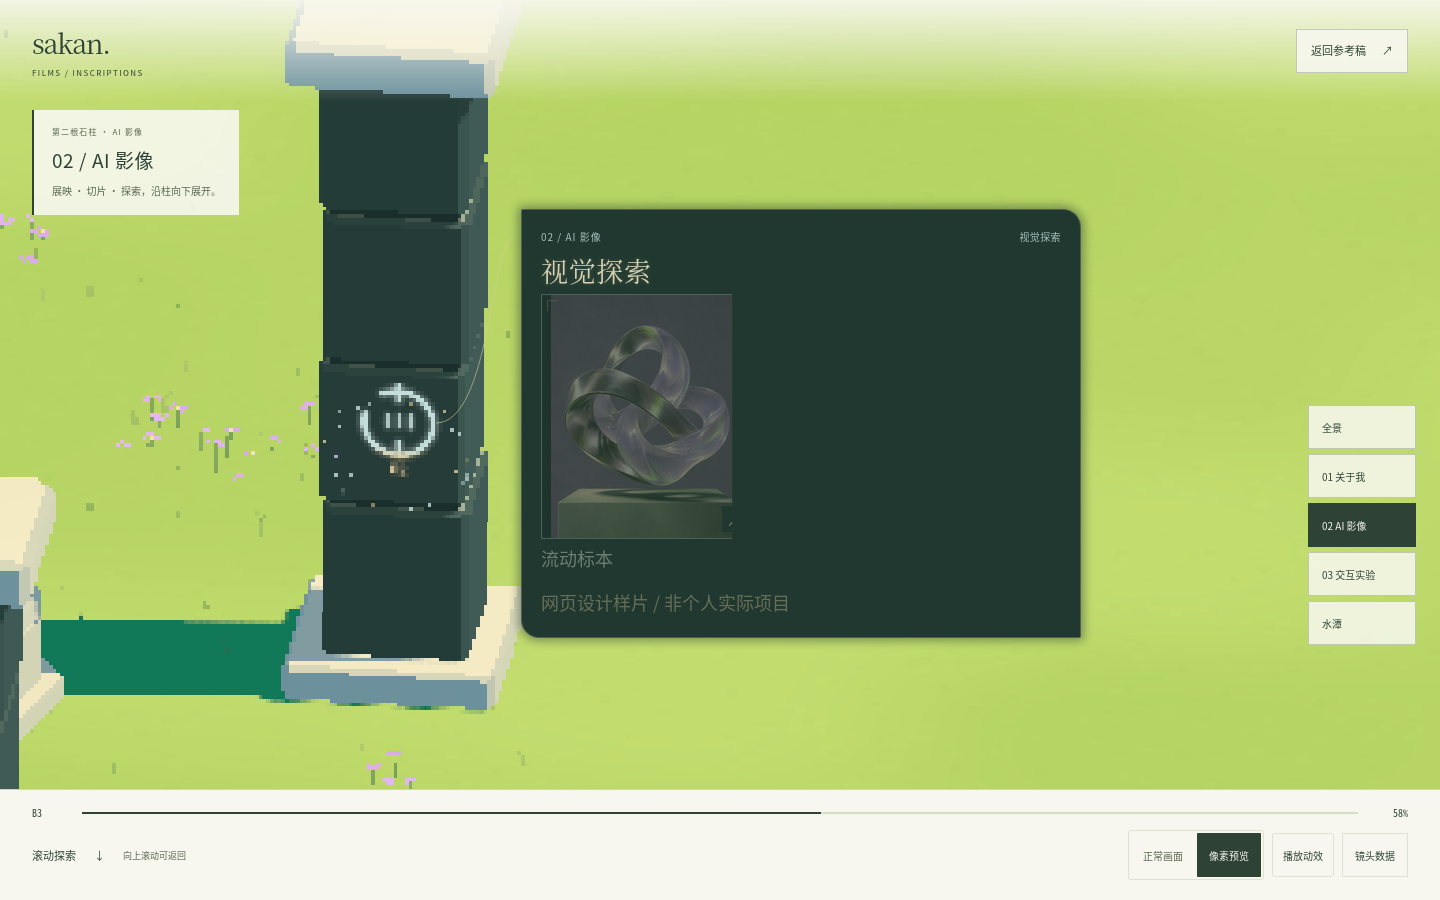 sakan.
FILMS / INSCRIPTIONS
返回参考稿 ↗
第二根石柱 · AI 影像
02 / AI 影像
展映 · 切片 · 探索，沿柱向下展开。
02 / AI 影像
视觉探索
视觉探索
流动标本
网页设计样片 / 非个人实际项目
全景
01 关于我
02 AI 影像
03 交互实验
水潭
B3
58%
滚动探索 ↓ 向上滚动可返回
正常画面
像素预览
播放动效
镜头数据